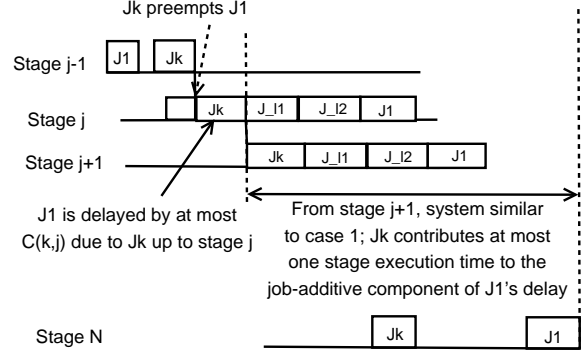 Jk preempts J1
Stage j-1
J1
Jk
Stage j
Jk
J_l1
J_l2
J1
Stage j+1
Jk
J_l1
J_l2
J1
J1 is delayed by at most
C(k,j) due to Jk up to stage j
From stage j+1, system similar
to case 1; Jk contributes at most
one stage execution time to the
job-additive component of J1's delay
Stage N
Jk
J1